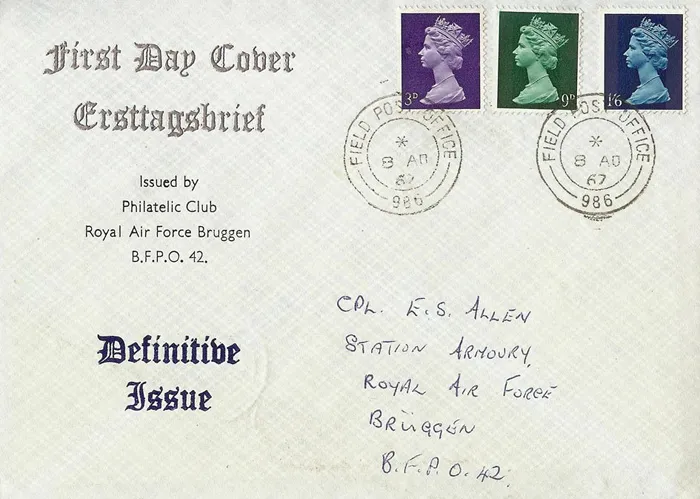 First Day Cover
Ersttagsbrief
Issued by
Philatelic Club
Royal Air Force Bruggen
B.F.P.O. 42.
Definitive
Issue
3D
9D
1/6
FIELD POST OFFICE
8 AU
67
986
FIELD POST OFFICE
8 AU
67
986
CPL. E.S. ALLEN
STATION ARMOURY,
ROYAL AIR FORCE
BRÜGGEN
B.F.P.O. 42.